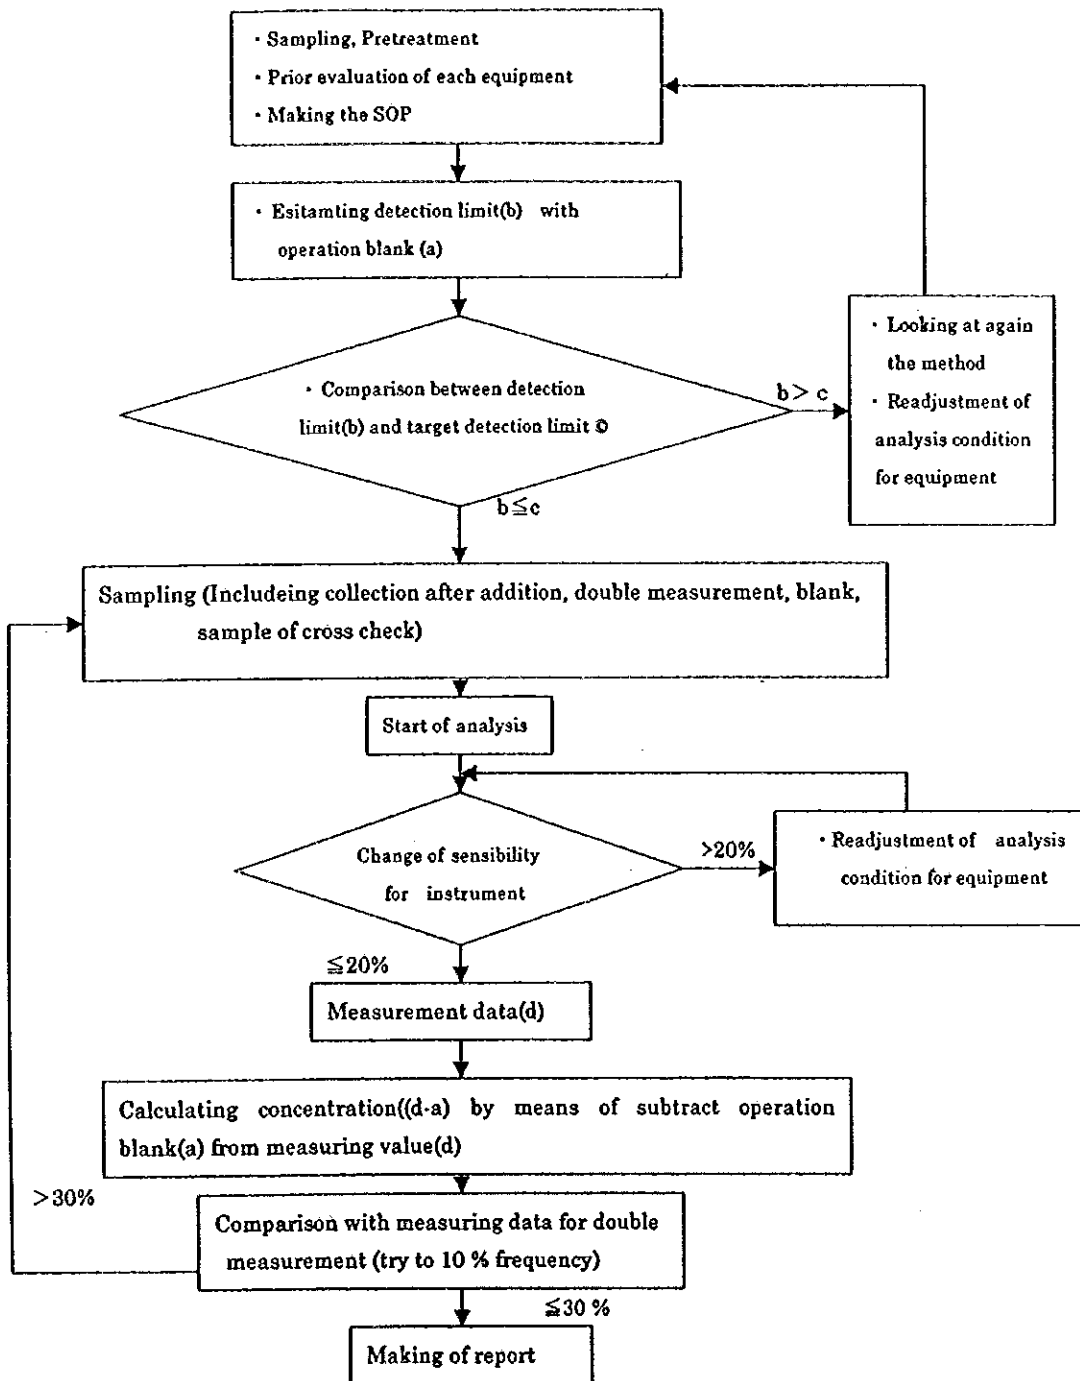 ・Sampling, Pretreatment
・Prior evaluation of each equipment
・Making the SOP
・Esitamting detection limit(b) with
operation blank (a)
・Comparison between detection
limit(b) and target detection limit ©
b＞c
・Looking at again
the method
・Readjustment of
analysis condition
for equipment
b≦c
Sampling (Includeing collection after addition, double measurement, blank,
sample of cross check)
Start of analysis
Change of sensibility
for instrument
>20%
・Readjustment of analysis
condition for equipment
≦20%
Measurement data(d)
Calculating concentration((d-a) by means of subtract operation
blank(a) from measuring value(d)
＞30%
Comparison with measuring data for double
measurement (try to 10 % frequency)
≦30 %
Making of report